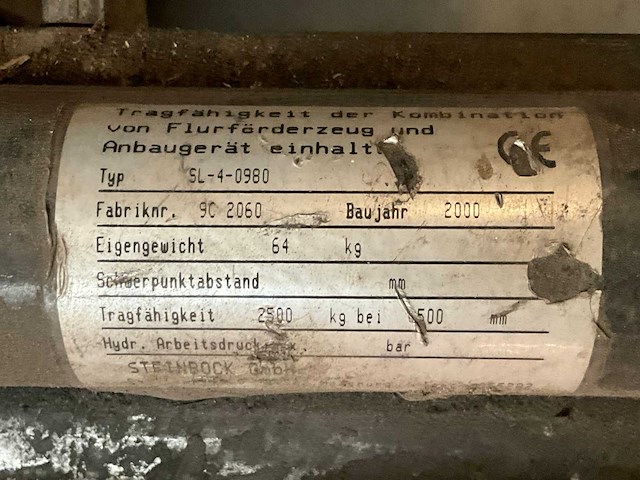 Tragfähigkeit der Kombination
von Flurförderzeug und
Anbaugerät einhalt
CE
Typ SL-4-0980
Fabriknr. 9C 2060 Baujahr 2000
Eigengewicht 64 kg
Schwerpunktabstand mm
Tragfähigkeit 2500 kg bei 500 mm
Hydr. Arbeitsdruck bar
STEINBOCK GmbH